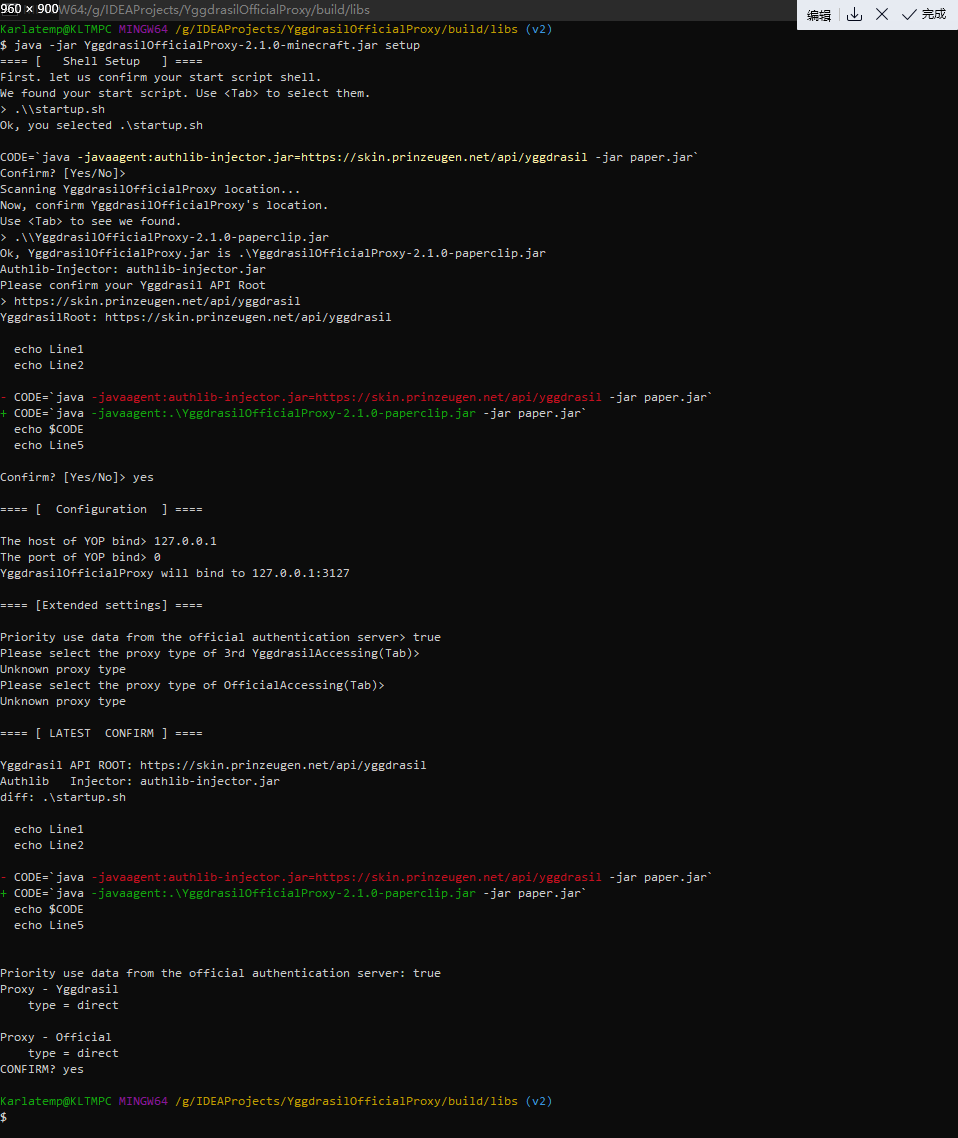 960 × 900W64:/g/IDEAProjects/YggdrasilOfficialProxy/build/libs
编辑 完成
Karlatemp@KLTMPC MINGW64 /g/IDEAProjects/YggdrasilOfficialProxy/build/libs (v2)
$ java -jar YggdrasilOfficialProxy-2.1.0-minecraft.jar setup
==== [   Shell Setup   ] ====
First. let us confirm your start script shell.
We found your start script. Use <Tab> to select them.
> .\\startup.sh
Ok, you selected .\startup.sh

CODE=`java -javaagent:authlib-injector.jar=https://skin.prinzeugen.net/api/yggdrasil -jar paper.jar`
Confirm? [Yes/No]>
Scanning YggdrasilOfficialProxy location...
Now, confirm YggdrasilOfficialProxy's location.
Use <Tab> to see we found.
> .\\YggdrasilOfficialProxy-2.1.0-paperclip.jar
Ok, YggdrasilOfficialProxy.jar is .\YggdrasilOfficialProxy-2.1.0-paperclip.jar
Authlib-Injector: authlib-injector.jar
Please confirm your Yggdrasil API Root
> https://skin.prinzeugen.net/api/yggdrasil
YggdrasilRoot: https://skin.prinzeugen.net/api/yggdrasil

  echo Line1
  echo Line2

- CODE=`java -javaagent:authlib-injector.jar=https://skin.prinzeugen.net/api/yggdrasil -jar paper.jar`
+ CODE=`java -javaagent:.\YggdrasilOfficialProxy-2.1.0-paperclip.jar -jar paper.jar`
  echo $CODE
  echo Line5

Confirm? [Yes/No]> yes

==== [  Configuration  ] ====

The host of YOP bind> 127.0.0.1
The port of YOP bind> 0
YggdrasilOfficialProxy will bind to 127.0.0.1:3127

==== [Extended settings] ====

Priority use data from the official authentication server> true
Please select the proxy type of 3rd YggdrasilAccessing(Tab)>
Unknown proxy type
Please select the proxy type of OfficialAccessing(Tab)>
Unknown proxy type

==== [ LATEST  CONFIRM ] ====

Yggdrasil API ROOT: https://skin.prinzeugen.net/api/yggdrasil
Authlib   Injector: authlib-injector.jar
diff: .\startup.sh

  echo Line1
  echo Line2

- CODE=`java -javaagent:authlib-injector.jar=https://skin.prinzeugen.net/api/yggdrasil -jar paper.jar`
+ CODE=`java -javaagent:.\YggdrasilOfficialProxy-2.1.0-paperclip.jar -jar paper.jar`
  echo $CODE
  echo Line5

Priority use data from the official authentication server: true
Proxy - Yggdrasil
    type = direct

Proxy - Official
    type = direct
CONFIRM? yes

Karlatemp@KLTMPC MINGW64 /g/IDEAProjects/YggdrasilOfficialProxy/build/libs (v2)
$